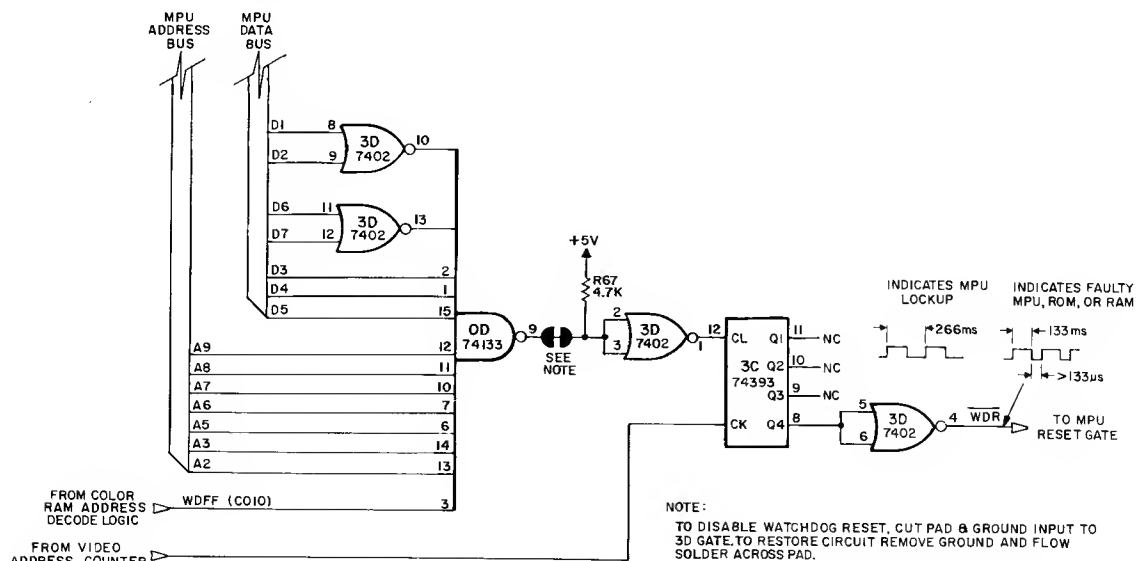 MPU
ADDRESS
BUS
MPU
DATA
BUS
D1 8
D2 9
3D
7402
10
D6 11
D7 12
3D
7402
13
D3 2
D4 1
D5 15
A9 12
A8 11
A7 10
A6 7
A5 6
A3 14
A2 13
WDFF (C010) 3
OD
74133
9
SEE
NOTE
+5V
R67
4.7K
2
3
3D
7402
1
12
CL
CK
3C
74393
Q1 11 NC
Q2 10 NC
Q3 9 NC
Q4 8
5
6
3D
7402
4
WDR
TO MPU
RESET GATE
INDICATES MPU
LOCKUP
266ms
INDICATES FAULTY
MPU, ROM, OR RAM
133ms
>133µs
FROM COLOR
RAM ADDRESS
DECODE LOGIC
FROM VIDEO
ADDRESS COUNTER
NOTE:
TO DISABLE WATCHDOG RESET, CUT PAD & GROUND INPUT TO
3D GATE. TO RESTORE CIRCUIT REMOVE GROUND AND FLOW
SOLDER ACROSS PAD.